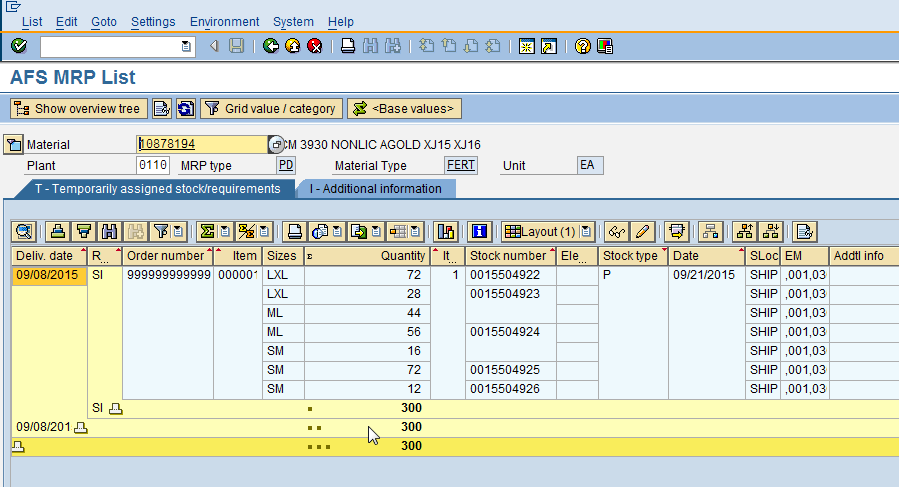 List Edit Goto Settings Environment System Help
AFS MRP List
Show overview tree Grid value / category <Base values>
Material 10878194 CM 3930 NONLIC AGOLD XJ15 XJ16
Plant 0110 MRP type PD Material Type FERT Unit EA
T - Temporarily assigned stock/requirements I - Additional information
Layout (1)
Deliv. date R... Order number Item Sizes Σ Quantity It... Stock number Ele... Stock type Date SLoc EM Addtl info
09/08/2015 SI 999999999999 000001 LXL 72 1 0015504922 P 09/21/2015 SHIP ,001,03
LXL 28 0015504923 SHIP ,001,03
ML 44 SHIP ,001,03
ML 56 0015504924 SHIP ,001,03
SM 16 SHIP ,001,03
SM 72 0015504925 SHIP ,001,03
SM 12 0015504926 SHIP ,001,03
SI 300
09/08/201 300
300